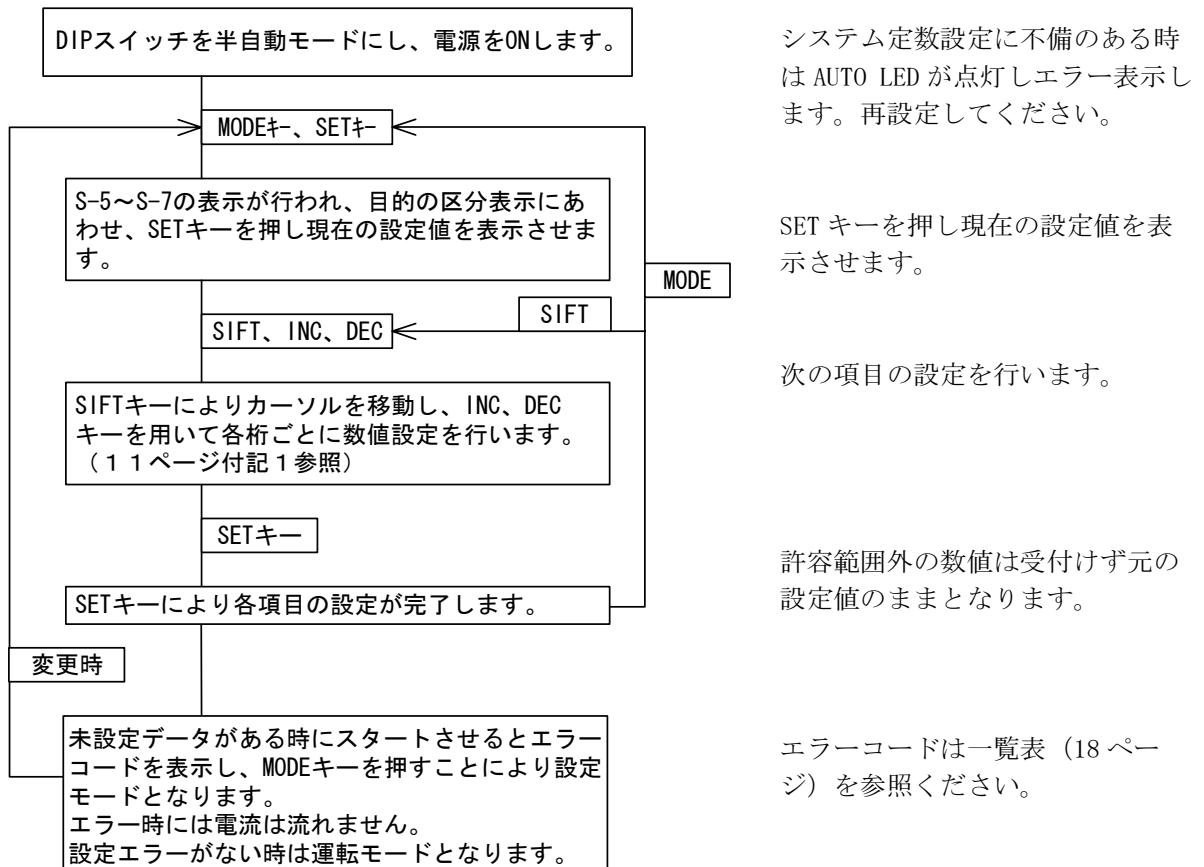 DIPスイッチを半自動モードにし、電源をONします。
システム定数設定に不備のある時
は AUTO LED が点灯しエラー表示し
ます。再設定してください。
MODEｷｰ、SETｷｰ
S-5～S-7の表示が行われ、目的の区分表示にあ
わせ、SETキーを押し現在の設定値を表示させま
す。
SET キーを押し現在の設定値を表
示させます。
MODE
SIFT
SIFT、INC、DEC
次の項目の設定を行います。
SIFTキーによりカーソルを移動し、INC、DEC
キーを用いて各桁ごとに数値設定を行います。
（１１ページ付記１参照）
SETキー
許容範囲外の数値は受付けず元の
設定値のままとなります。
SETキーにより各項目の設定が完了します。
変更時
未設定データがある時にスタートさせるとエラー
コードを表示し、MODEキーを押すことにより設定
モードとなります。
エラー時には電流は流れません。
設定エラーがない時は運転モードとなります。
エラーコードは一覧表（18 ペー
ジ）を参照ください。